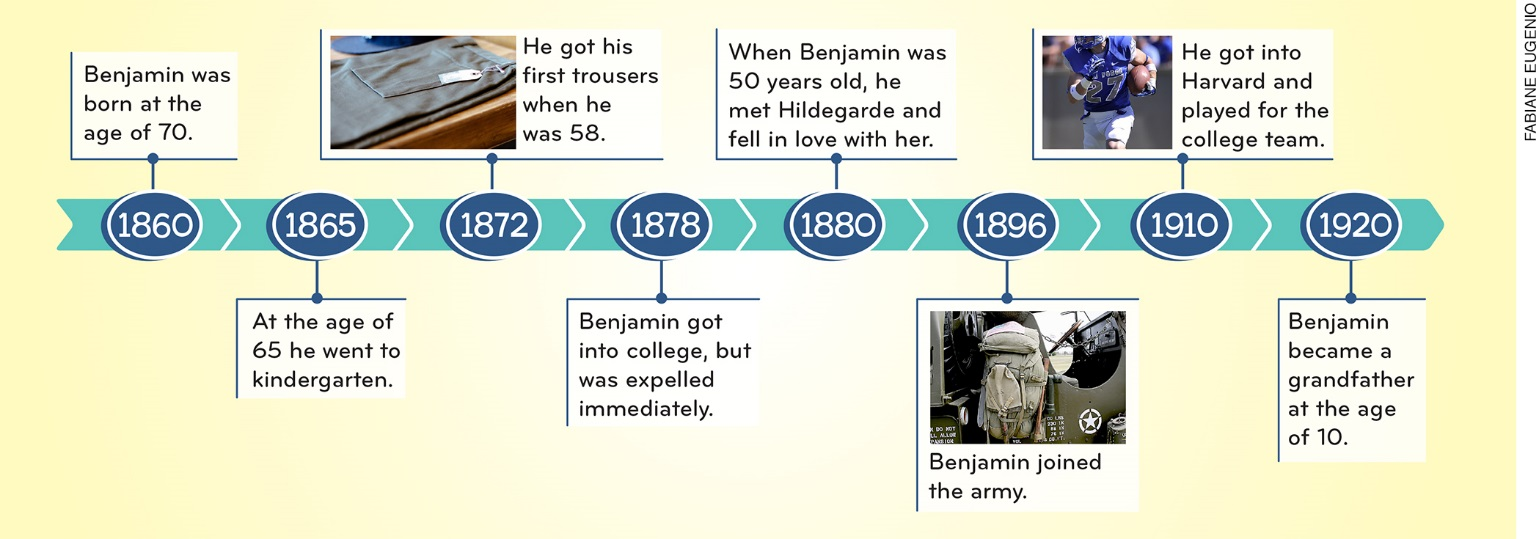 FABIANE EUGENIO
Benjamin was
born at the
age of 70.
He got his
first trousers
when he
was 58.
When Benjamin was
50 years old, he
met Hildegarde and
fell in love with her.
27
He got into
Harvard and
played for the
college team.
1860
1865
1872
1878
1880
1896
1910
1920
At the age of
65 he went to
kindergarten.
Benjamin got
into college, but
was expelled
immediately.
Benjamin joined
the army.
Benjamin
became a
grandfather
at the age
of 10.